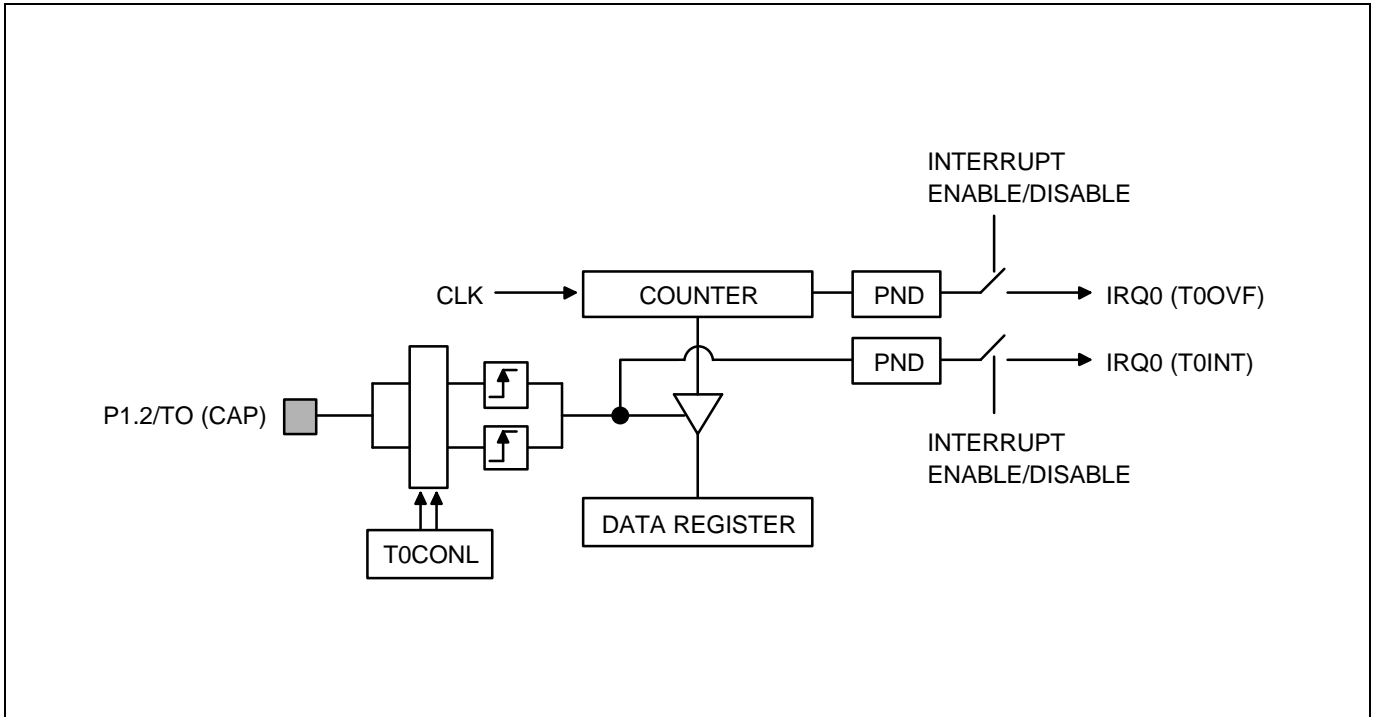 INTERRUPT
ENABLE/DISABLE
CLK
COUNTER
PND
IRQ0 (T0OVF)
PND
IRQ0 (T0INT)
P1.2/TO (CAP)
INTERRUPT
ENABLE/DISABLE
DATA REGISTER
T0CONL